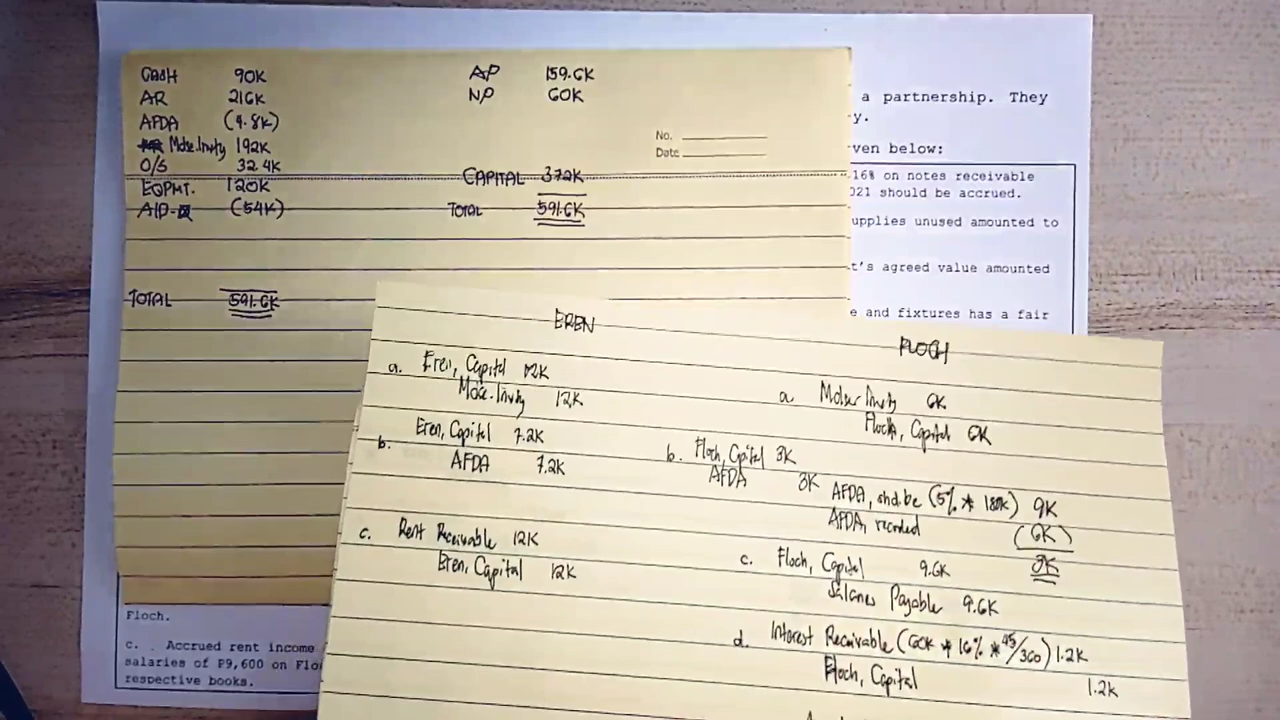 CASH 90K AP 159.6K
AR 216K N/P 60K
AFDA (4.8K)
Mdse. Invty 192K
O/S 32.4K
EQPMT. 120K CAPITAL 372K
A/D- (54K) TOTAL 591.6K
TOTAL 591.6K
No.
Date
a partnership. They
y.
ven below:
16% on notes receivable
021 should be accrued.
upplies unused amounted to
t's agreed value amounted
e and fixtures has a fair
EREN
a. Eren, Capital 12K
Mdse. Invty 12K
b. Eren, Capital 7.2K
AFDA 7.2K
c. Rent Receivable 12K
Eren, Capital 12K
FLOCH
a. Mdse Invty 6K
Floch, Capital 6K
b. Floch, Capital 3K
AFDA 3K
AFDA, shd. be (5% * 180K) 9K
AFDA, recorded (6K)
3K
c. Floch, Capital 9.6K
Salaries Payable 9.6K
d. Interest Receivable (60K * 16% * 45/360) 1.2K
Floch, Capital 1.2K
Floch.
c. . Accrued rent income
salaries of P9,600 on Flo
respective books.